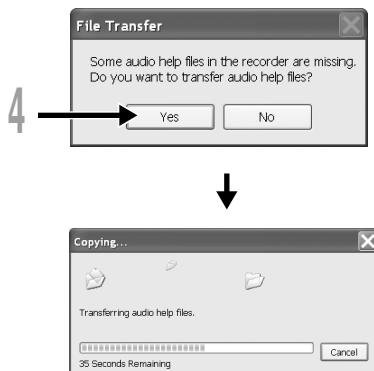 File Transfer
Some audio help files in the recorder are missing.
Do you want to transfer audio help files?
4
Yes No
Copying...
Transferring audio help files.
Cancel
35 Seconds Remaining